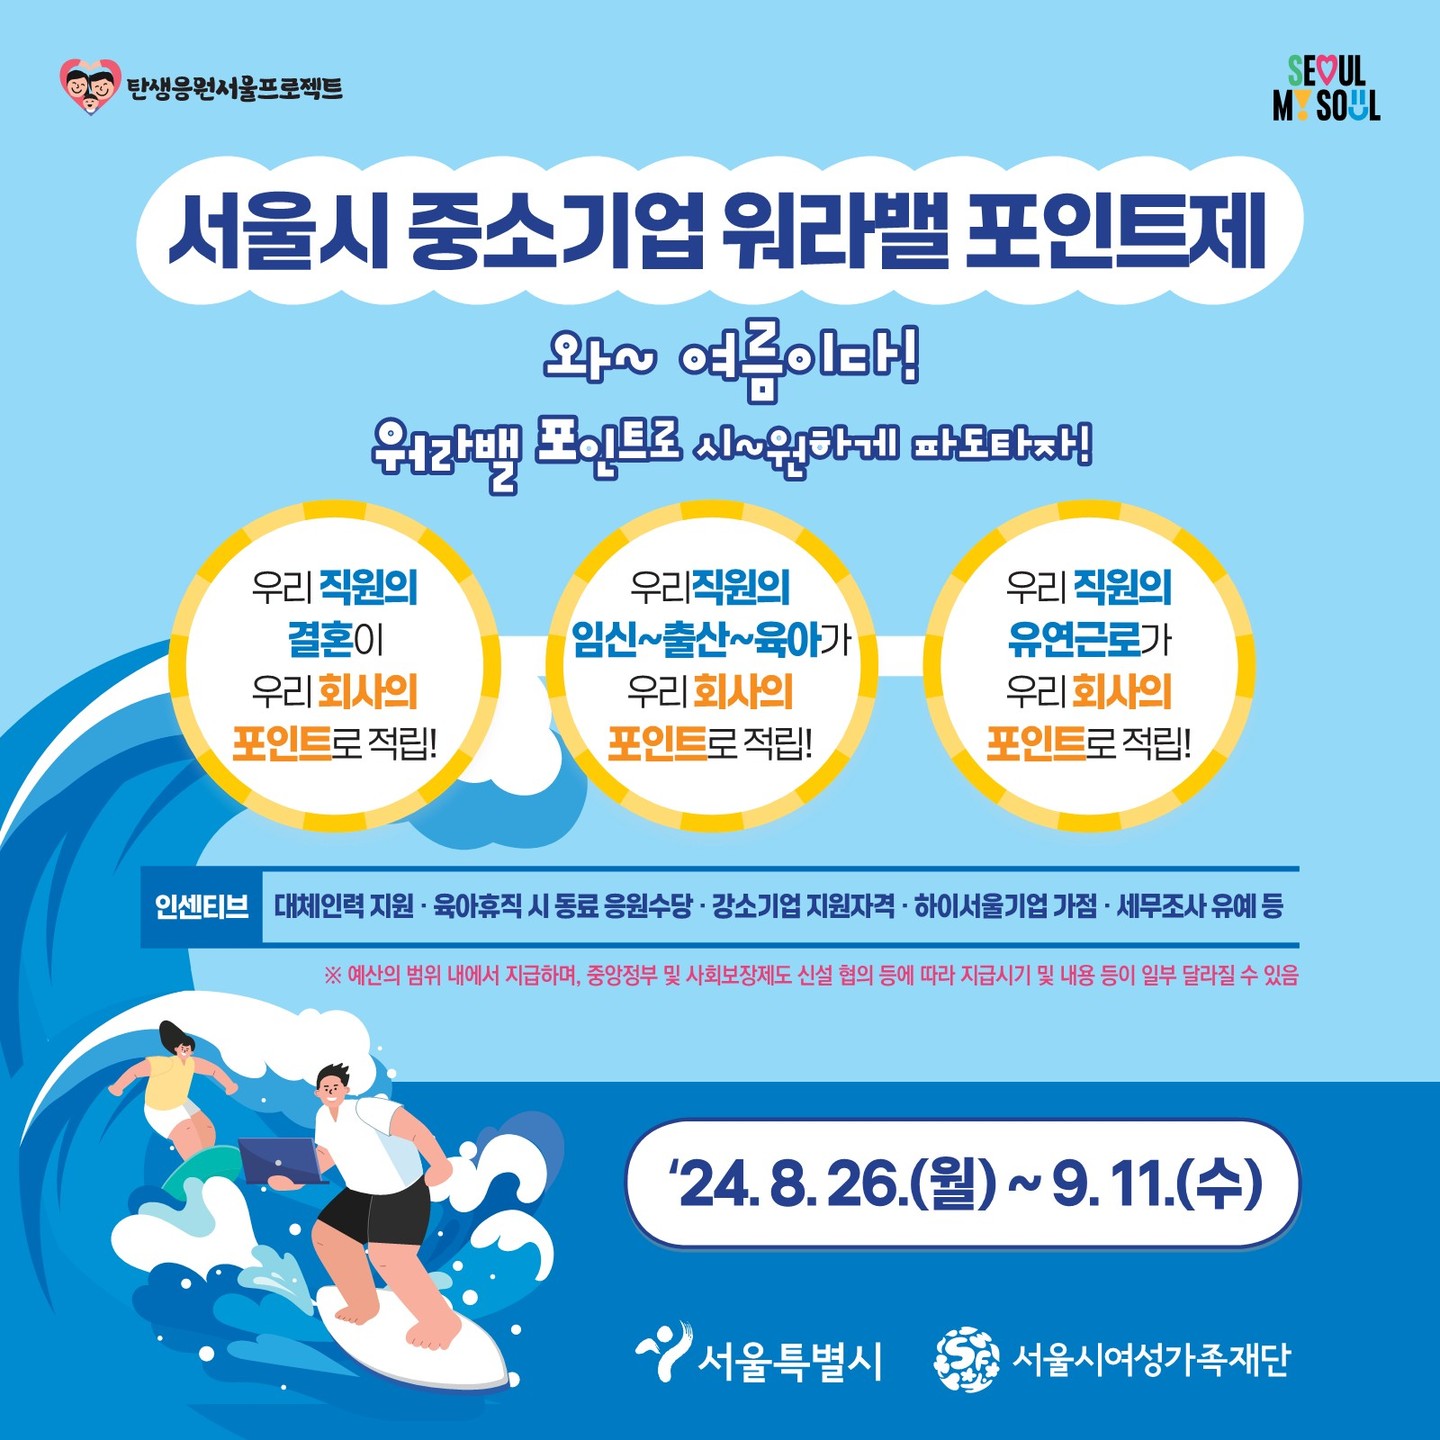 탄생응원서울프로젝트
SEOUL
MY SOUL
서울시 중소기업 워라밸 포인트제
와~ 여름이다!
워라밸 포인트로 시~원하게 파도타자!
우리 직원의
결혼이
우리 회사의
포인트로 적립!
우리직원의
임신~출산~육아가
우리 회사의
포인트로 적립!
우리 직원의
유연근로가
우리 회사의
포인트로 적립!
인센티브 대체인력 지원 · 육아휴직 시 동료 응원수당 · 강소기업 지원자격 · 하이서울기업 가점 · 세무조사 유예 등
※ 예산의 범위 내에서 지급하며, 중앙정부 및 사회보장제도 신설 협의 등에 따라 지급시기 및 내용 등이 일부 달라질 수 있음
‘24. 8. 26.(월) ~ 9. 11.(수)
서울특별시
서울시여성가족재단